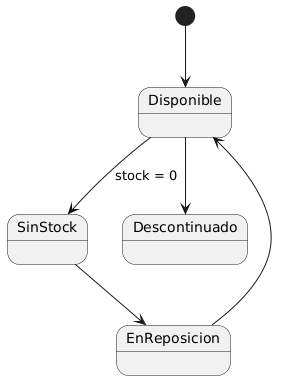 Disponible
stock = 0
SinStock
Descontinuado
EnReposicion